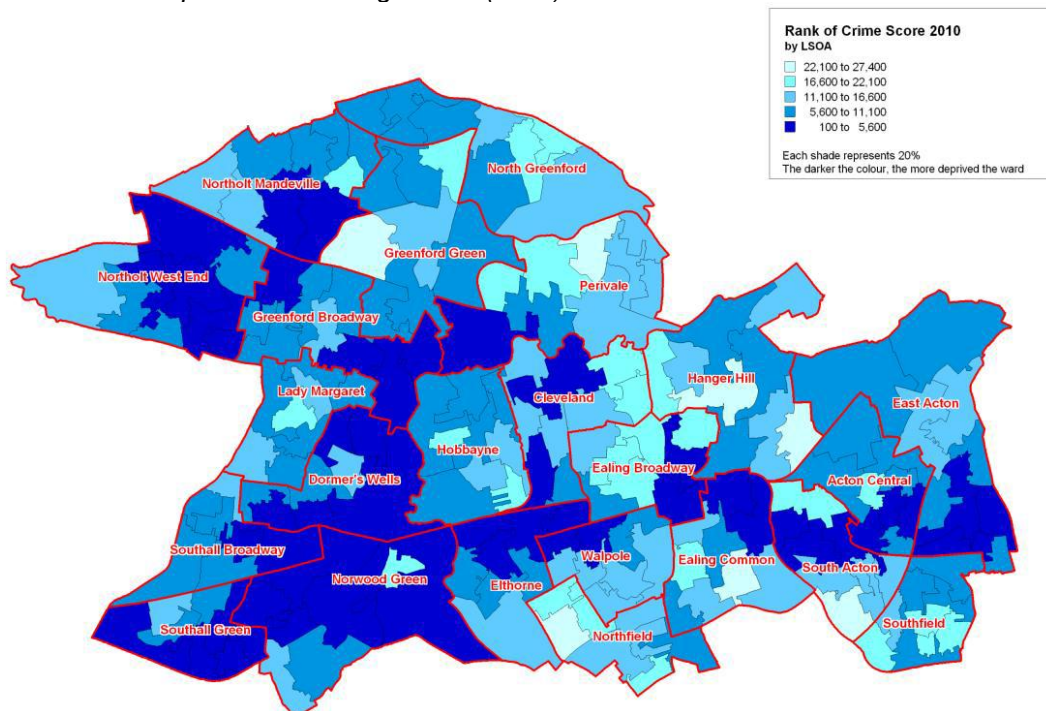 Rank of Crime Score 2010
by LSOA
22,100 to 27,400
16,600 to 22,100
11,100 to 16,600
5,600 to 11,100
100 to 5,600
Each shade represents 20%
The darker the colour, the more deprived the ward
North Greenford
Northolt Mandeville
Greenford Green
Northolt West End
Perivale
Greenford Broadway
Hanger Hill
Lady Margaret
Cleveland
East Acton
Hobbayne
Ealing Broadway
Dormer's Wells
Acton Central
Southall Broadway
Walpole
Ealing Common
South Acton
Norwood Green
Elthorne
Southall Green
Northfield
Southfield